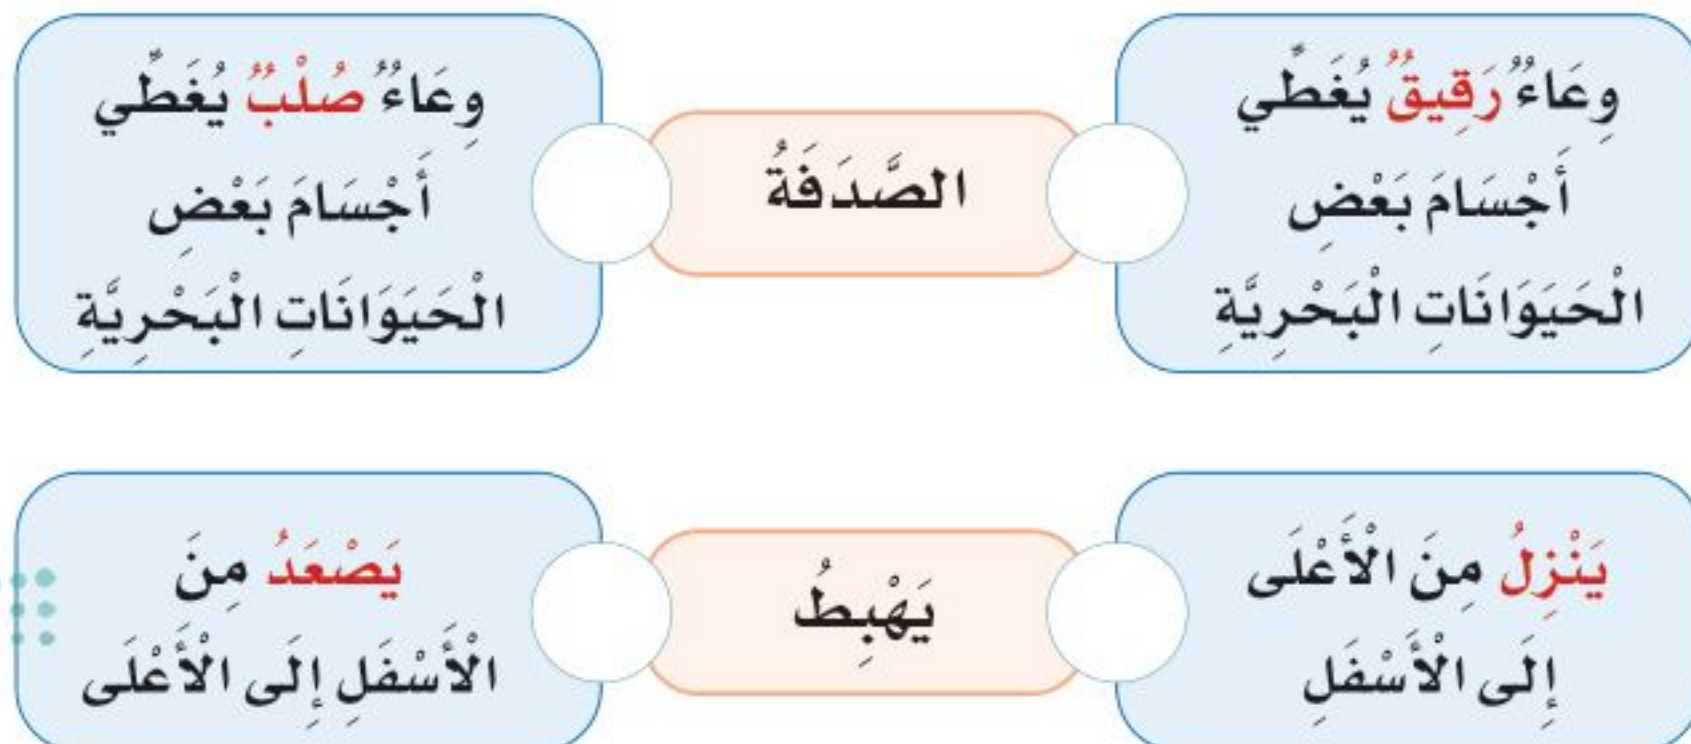 وِعَاءٌ رَقِيقٌ يُغَطِّي
أَجْسَامَ بَعْضِ
الْحَيَوَانَاتِ الْبَحْرِيَّةِ
الصَّدَفَةُ
وِعَاءٌ صُلْبٌ يُغَطِّي
أَجْسَامَ بَعْضِ
الْحَيَوَانَاتِ الْبَحْرِيَّةِ
يَنْزِلُ مِنَ الْأَعْلَى
إِلَى الْأَسْفَلِ
يَهْبِطُ
يَصْعَدُ مِنَ
الْأَسْفَلِ إِلَى الْأَعْلَى